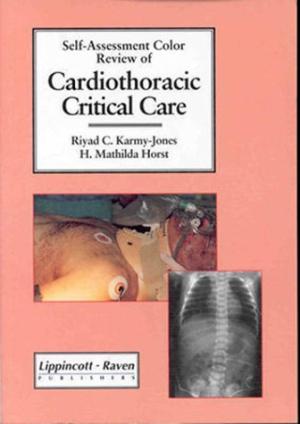 Self-Assessment Color
Review of
Cardiothoracic
Critical Care
Riyad C. Karmy-Jones
H. Mathilda Horst
Lippincott - Raven
PUBLISHERS